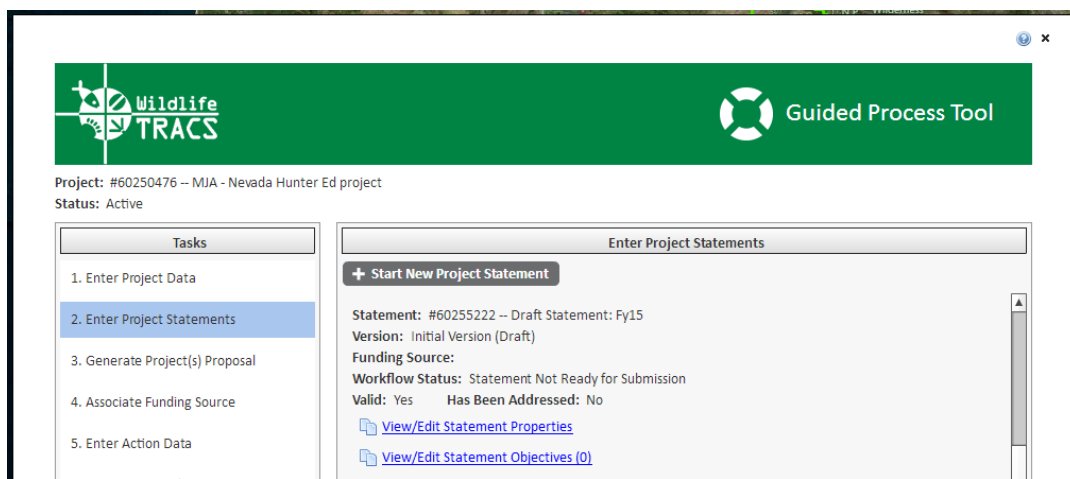 Wilderness
Wildlife
TRACS
Guided Process Tool
Project: #60250476 -- MJA - Nevada Hunter Ed project
Status: Active
Tasks
1. Enter Project Data
2. Enter Project Statements
3. Generate Project(s) Proposal
4. Associate Funding Source
5. Enter Action Data
Enter Project Statements
+ Start New Project Statement
Statement: #60255222 -- Draft Statement: Fy15
Version: Initial Version (Draft)
Funding Source:
Workflow Status: Statement Not Ready for Submission
Valid: Yes Has Been Addressed: No
View/Edit Statement Properties
View/Edit Statement Objectives (0)